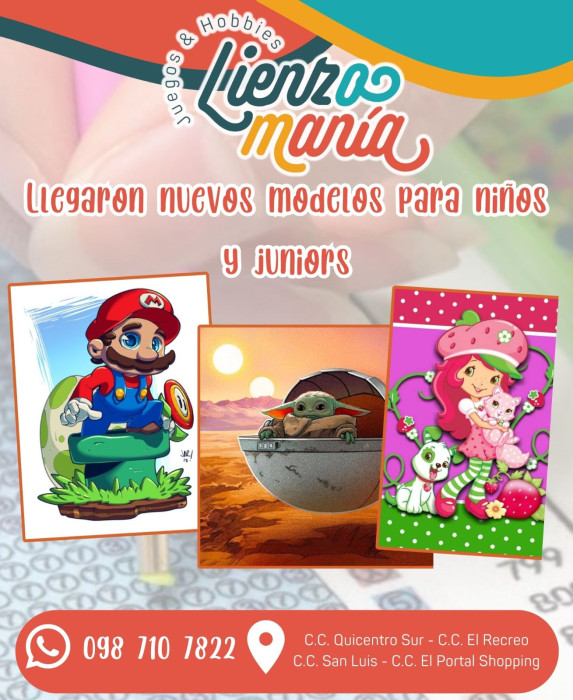 Juegos & Hobbies
Lienzo
manía
Llegaron nuevos modelos para niños
y juniors
M
799
098 710 7822
C.C. Quicentro Sur - C.C. El Recreo
C.C. San Luis - C.C. El Portal Shopping